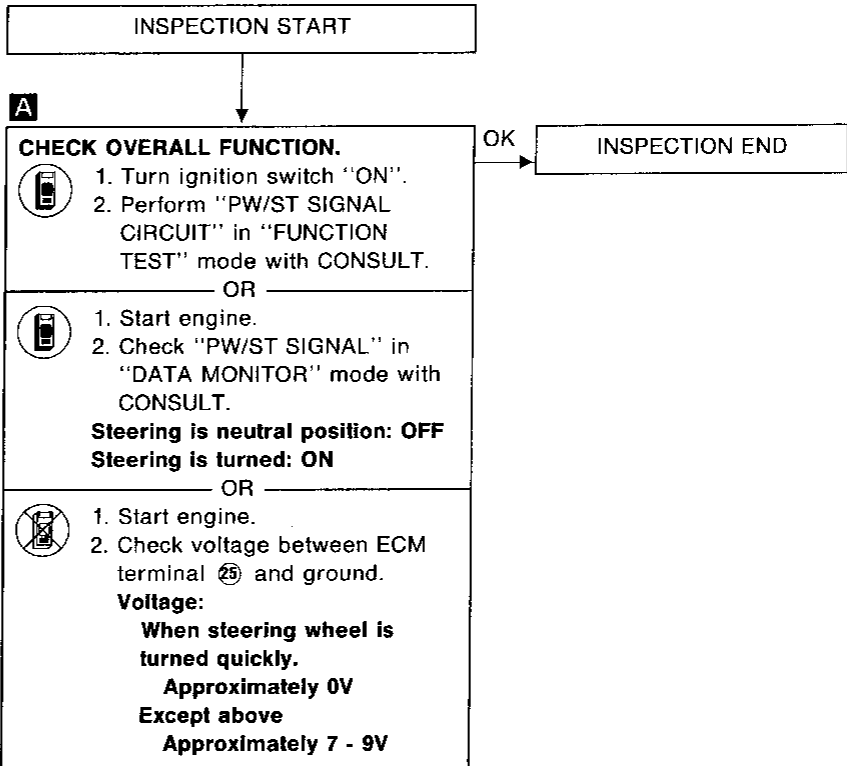 INSPECTION START
A
CHECK OVERALL FUNCTION.
1. Turn ignition switch "ON".
2. Perform "PW/ST SIGNAL
CIRCUIT" in "FUNCTION
TEST" mode with CONSULT.
OR
1. Start engine.
2. Check "PW/ST SIGNAL" in
"DATA MONITOR" mode with
CONSULT.
Steering is neutral position: OFF
Steering is turned: ON
OR
1. Start engine.
2. Check voltage between ECM
terminal ㉕ and ground.
Voltage:
When steering wheel is
turned quickly.
Approximately 0V
Except above
Approximately 7 - 9V
OK
INSPECTION END